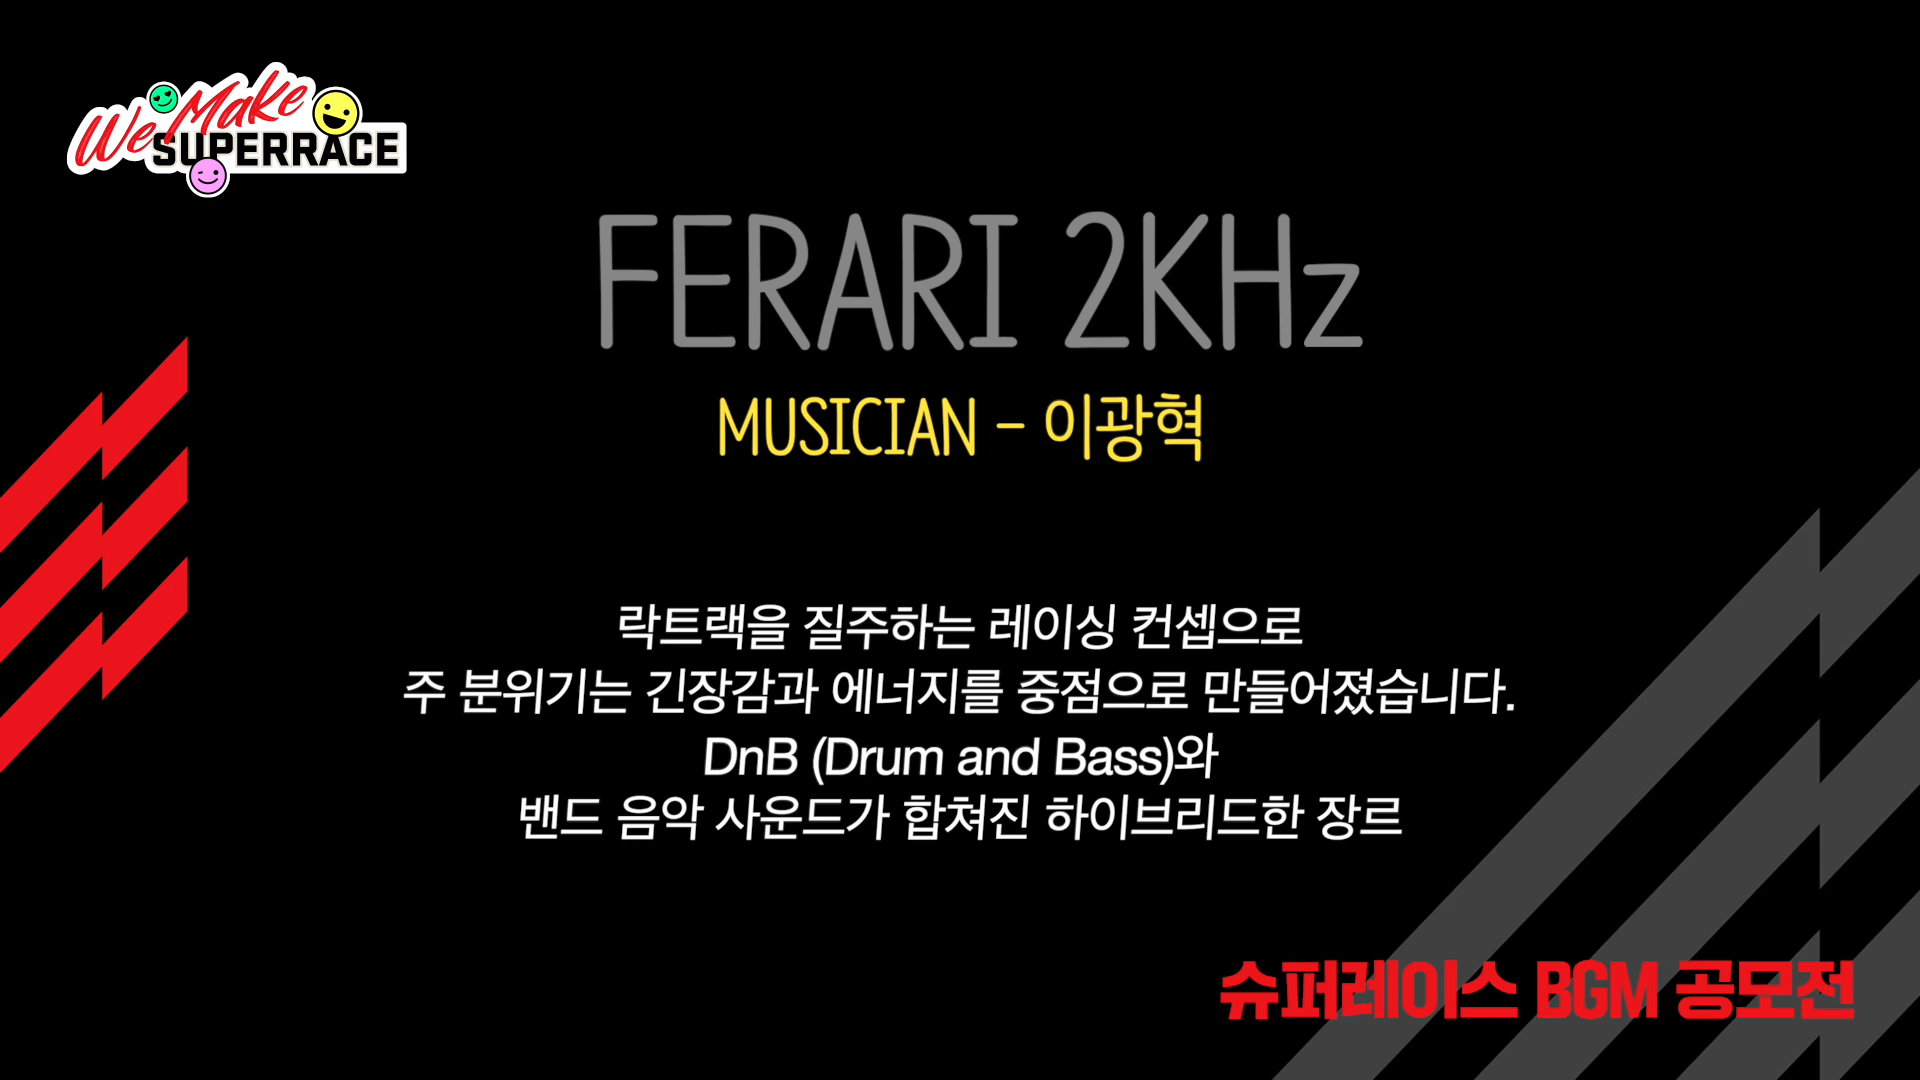 We Make
SUPERRACE
FERARI 2KHz
MUSICIAN - 이광혁
락트랙을 질주하는 레이싱 컨셉으로
주 분위기는 긴장감과 에너지를 중점으로 만들어졌습니다.
DnB (Drum and Bass)와
밴드 음악 사운드가 합쳐진 하이브리드한 장르
슈퍼레이스 BGM 공모전